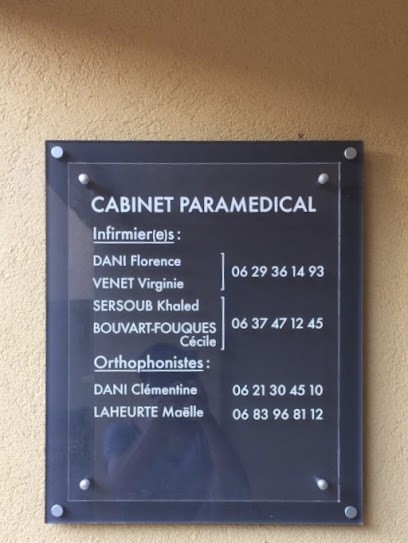 CABINET PARAMEDICAL
Infirmier(e)s :
DANI Florence
VENET Virginie
06 29 36 14 93
SERSOUB Khaled
BOUVART-FOUQUES
Cécile
06 37 47 12 45
Orthophonistes :
DANI Clémentine 06 21 30 45 10
LAHEURTE Maëlle 06 83 96 81 12